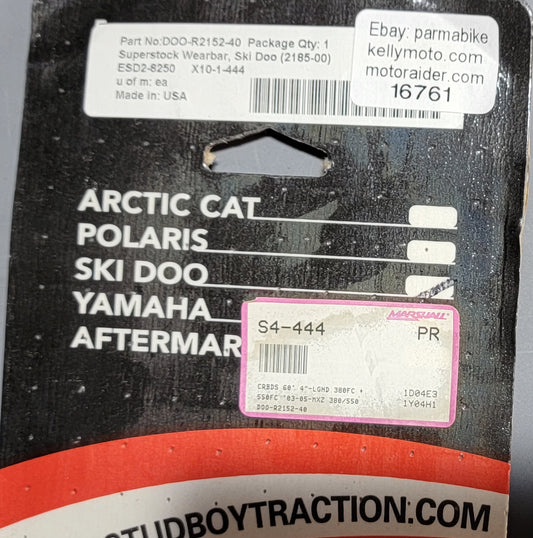 Part No:DOO-R2152-40 Package Qty: 1
Superstock Wearbar, Ski Doo (2185-00)
ESD2-6250 X10-1-444
u of m: ea
Made in: USA
Ebay: parmabike
kellymoto.com
motoraider.com
16761
ARCTIC CAT
POLARIS
SKI DOO
YAMAHA
AFTERMAR
MARSHALL
S4-444 PR
CRBDS 60° 4"-LGND 380FC +
550FC '03-05-MXZ 380/550
DOO-R2152-40
1D04E3
1Y04H1
STUDBOYTRACTION.COM